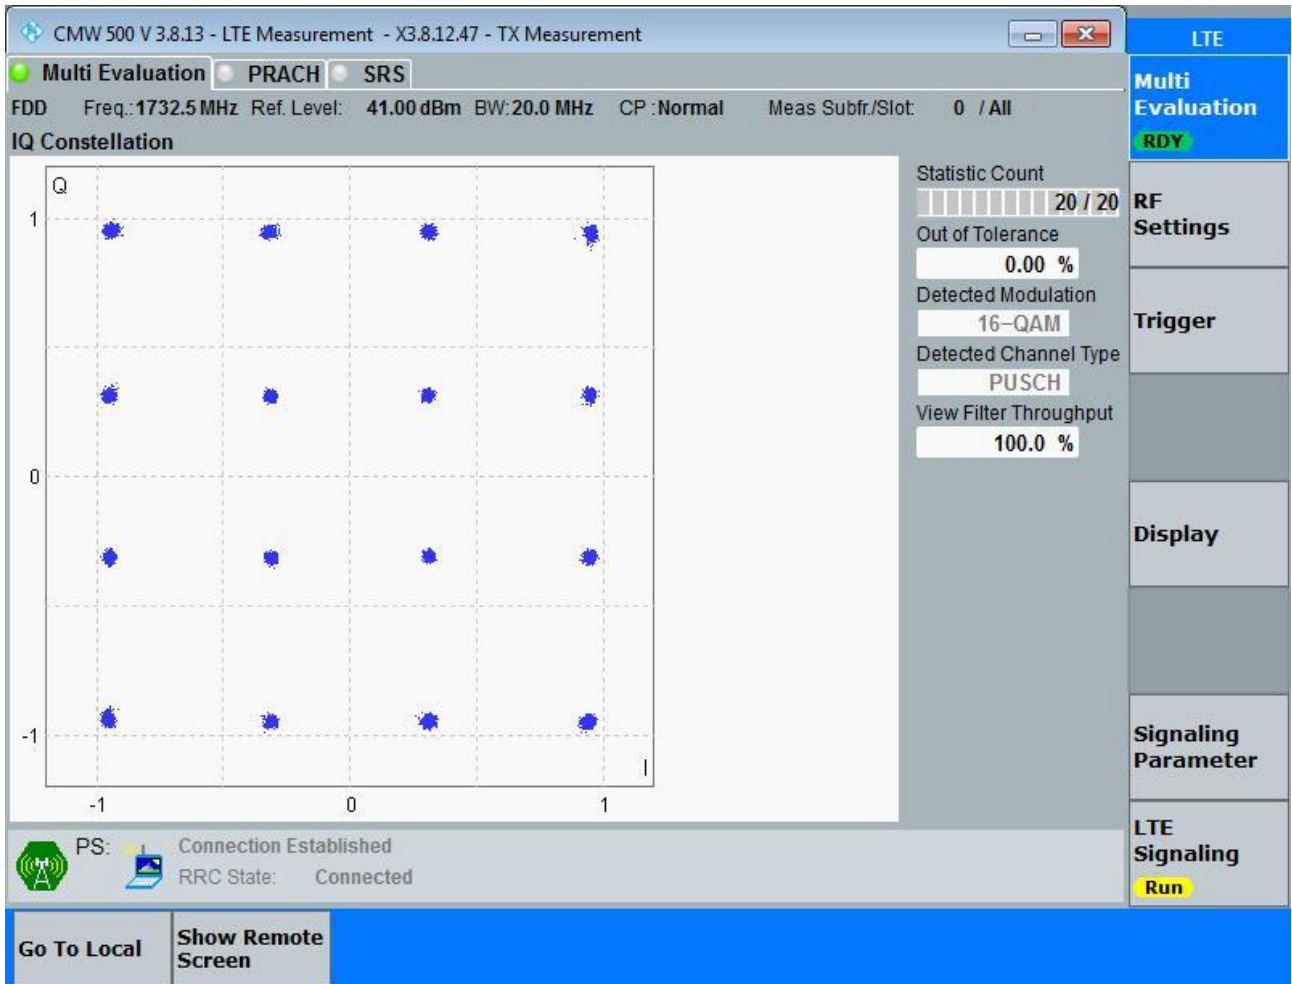 CMW 500 V 3.8.13 - LTE Measurement - X3.8.12.47 - TX Measurement
LTE
Multi Evaluation PRACH SRS
FDD Freq.: 1732.5 MHz Ref. Level: 41.00 dBm BW: 20.0 MHz CP : Normal Meas Subfr./Slot: 0 / All
IQ Constellation
Q
1
0
-1
I
-1 0 1
Statistic Count
20 / 20
Out of Tolerance
0.00 %
Detected Modulation
16-QAM
Detected Channel Type
PUSCH
View Filter Throughput
100.0 %
Multi
Evaluation
RDY
RF
Settings
Trigger
Display
Signaling
Parameter
LTE
Signaling
Run
PS: Connection Established
RRC State: Connected
Go To Local
Show Remote
Screen